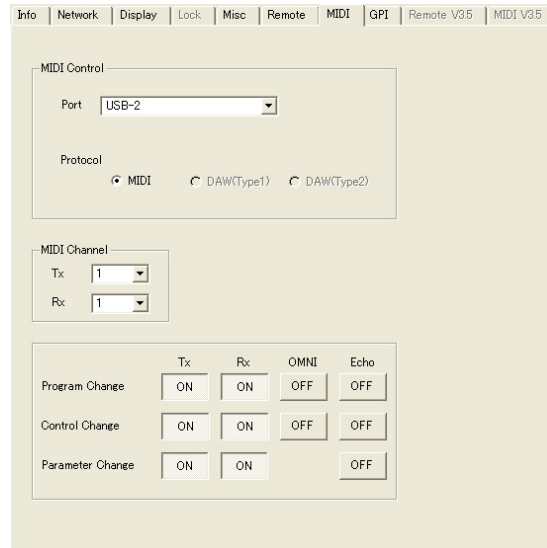 Info Network Display Lock Misc Remote MIDI GPI Remote V3.5 MIDI V3.5
MIDI Control
Port USB-2
Protocol
MIDI DAW(Type1) DAW(Type2)
MIDI Channel
Tx 1
Rx 1
Tx Rx OMNI Echo
Program Change ON ON OFF OFF
Control Change ON ON OFF OFF
Parameter Change ON ON OFF